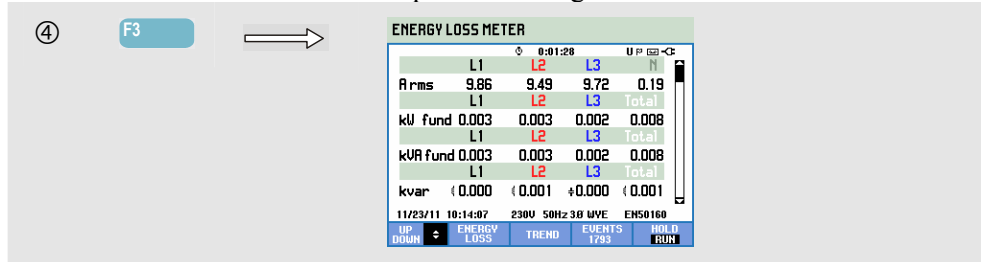 ④ F3 ENERGY LOSS METER
0:01:28 U
L1 L2 L3 N
A rms 9.86 9.49 9.72 0.19
L1 L2 L3 Total
kW fund 0.003 0.003 0.002 0.008
L1 L2 L3 Total
kVA fund 0.003 0.003 0.002 0.008
L1 L2 L3 Total
kvar 0.000 0.001 0.000 0.001
11/23/11 10:14:07 230V 50Hz 3Ø WYE EN50160
UP DOWN ENERGY LOSS TREND EVENTS 1793 HOLD RUN